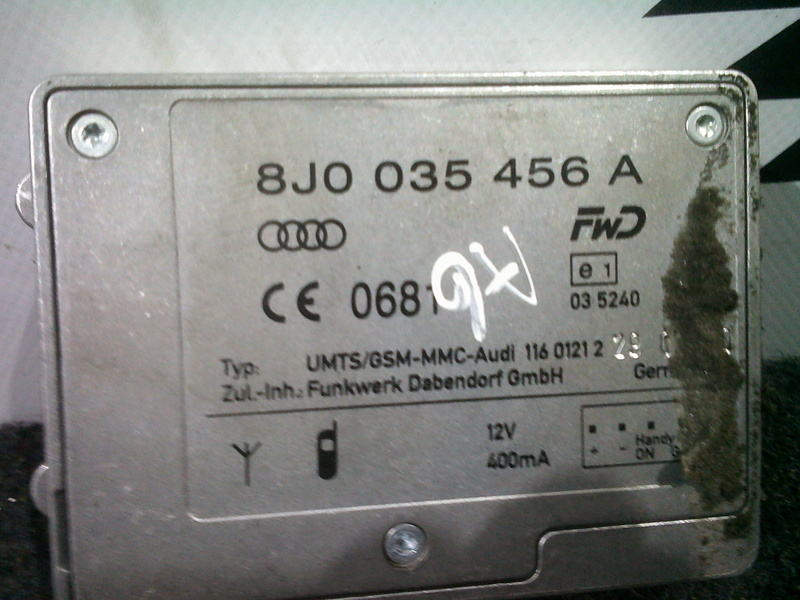 8J0 035 456 A
FWD
CE 0681
e 1
03 5240
Typ: UMTS/GSM-MMC-Audi 116 0121 2 29
Zul.-Inh.: Funkwerk Dabendorf GmbH
12V
400mA
+ - Handy
ON